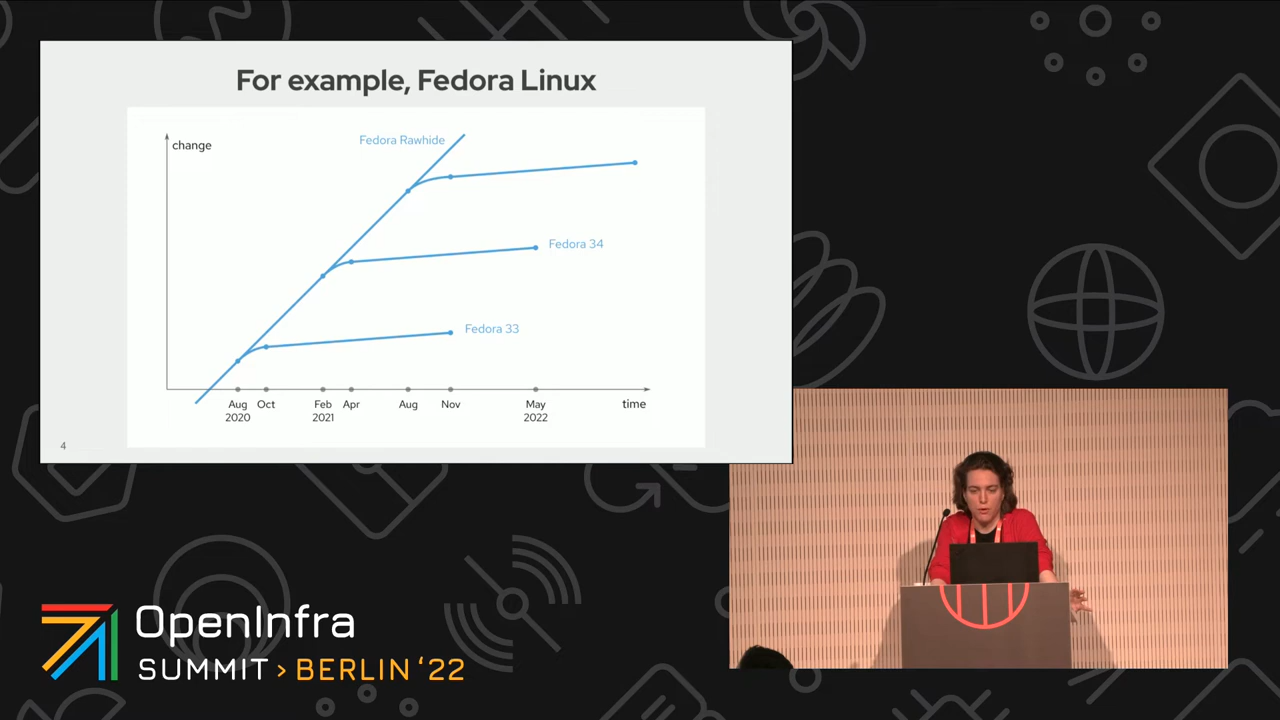 For example, Fedora Linux
change
Fedora Rawhide
Fedora 34
Fedora 33
Aug Oct Feb Apr Aug Nov May time
2020 2021 2022
4
OpenInfra
SUMMIT > BERLIN ‘22